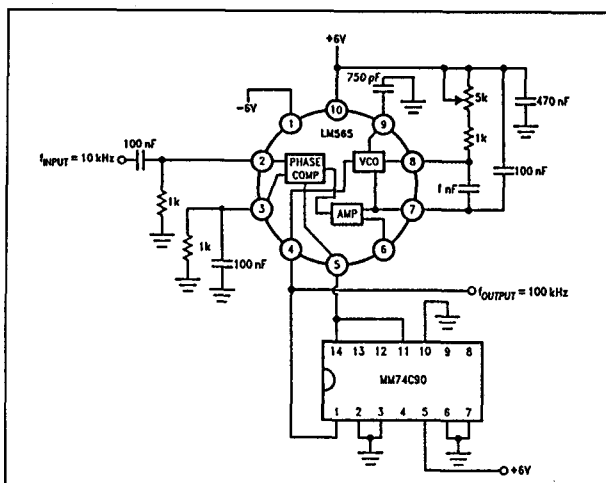 +6V
750 pF
-6V
10
1
9
LM565
5k
470 nF
1k
100 nF
fINPUT = 10 kHz
2
PHASE COMP
VCO
8
100 nF
1 nF
1k
3
AMP
7
1k
100 nF
4
5
6
fOUTPUT = 100 kHz
14 13 12 11 10 9 8
MM74C90
1 2 3 4 5 6 7
+6V